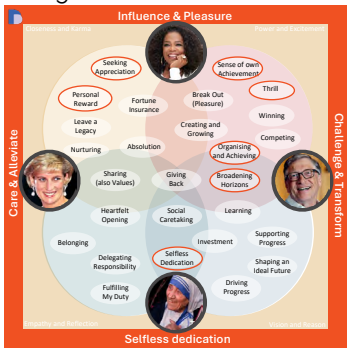 Influence & Pleasure
Closeness and Karma
Power and Excitement
Seeking
Appreciation
Sense of own
Achievement
Personal
Reward
Thrill
Fortune
Insurance
Break Out
(Pleasure)
Winning
Leave a
Legacy
Creating and
Growing
Competing
Nurturing
Absolution
Organising
and Achieving
Care & Alleviate
Challenge & Transform
Sharing
(also Values)
Giving
Back
Broadening
Horizons
Heartfelt
Opening
Social
Caretaking
Learning
Belonging
Investment
Supporting
Progress
Delegating
Responsibility
Selfless
Dedication
Shaping an
Ideal Future
Fulfilling
My Duty
Driving
Progress
Empathy and Reflection
Vision and Reason
Selfless dedication